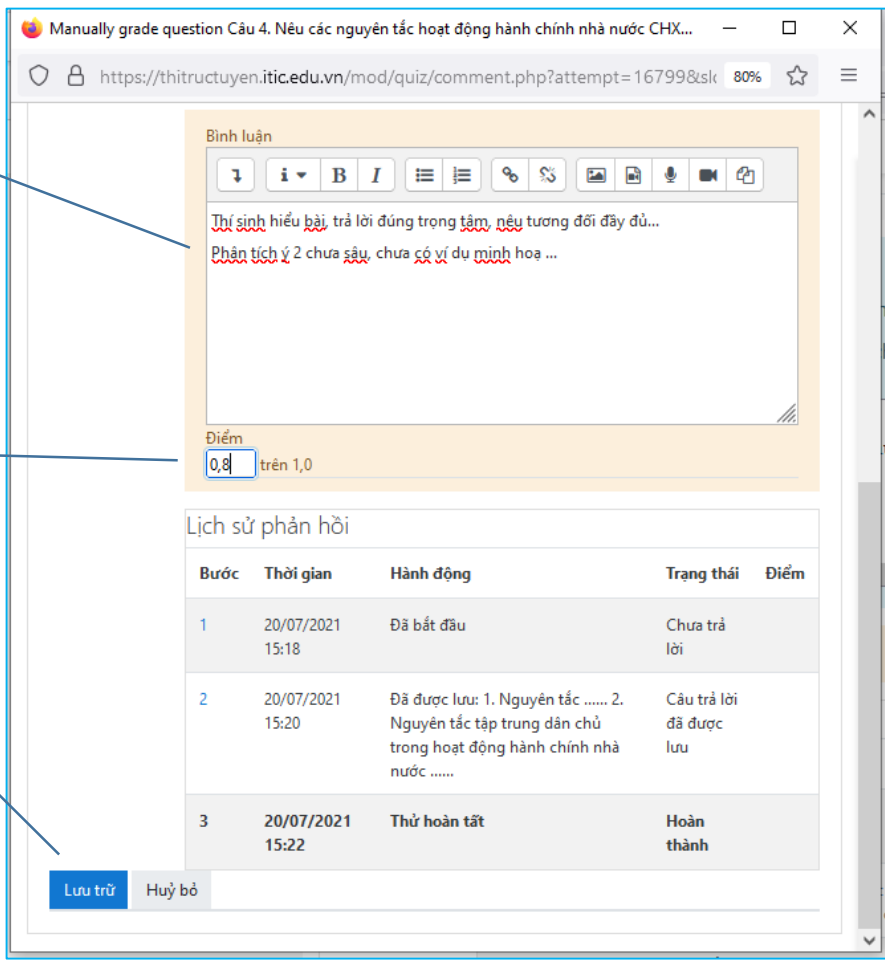 Manually grade question Câu 4. Nêu các nguyên tắc hoạt động hành chính nhà nước CHX...
https://thitructuyen.itic.edu.vn/mod/quiz/comment.php?attempt=16799&slo 80%
Bình luận
B I
Thí sinh hiểu bài, trả lời đúng trọng tâm, nêu tương đối đầy đủ...
Phân tích ý 2 chưa sâu, chưa có ví dụ minh hoạ ...
Điểm
0,8 trên 1,0
Lịch sử phản hồi
Bước Thời gian Hành động Trạng thái Điểm
1 20/07/2021 Đã bắt đầu Chưa trả
15:18 lời
2 20/07/2021 Đã được lưu: 1. Nguyên tắc ...... 2. Câu trả lời
15:20 Nguyên tắc tập trung dân chủ đã được
trong hoạt động hành chính nhà lưu
nước ......
3 20/07/2021 Thử hoàn tất Hoàn
15:22 thành
Lưu trữ Huỷ bỏ